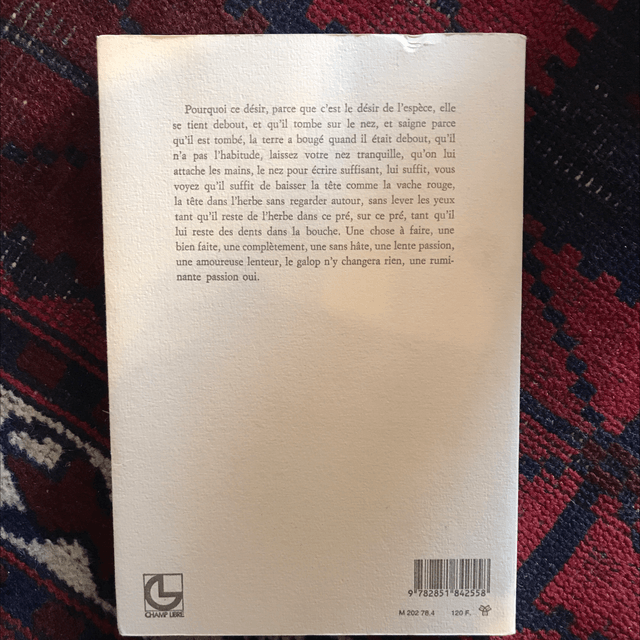 Pourquoi ce désir, parce que c'est le désir de l'espèce, elle
se tient debout, et qu'il tombe sur le nez, et saigne parce
qu'il est tombé, la terre a bougé quand il était debout, qu'il
n'a pas l'habitude, laissez votre nez tranquille, qu'on lui
attache les mains, le nez pour écrire suffisant, lui suffit, vous
voyez qu'il suffit de baisser la tête comme la vache rouge,
la tête dans l'herbe sans regarder autour, sans lever les yeux
tant qu'il reste de l'herbe dans ce pré, sur ce pré, tant qu'il
lui reste des dents dans la bouche. Une chose à faire, une
bien faite, une complètement, une sans hâte, une lente passion,
une amoureuse lenteur, le galop n'y changera rien, une rumi-
nante passion oui.
CHAMP LIBRE
9 782851 842558
M 202 78.4 120 F.